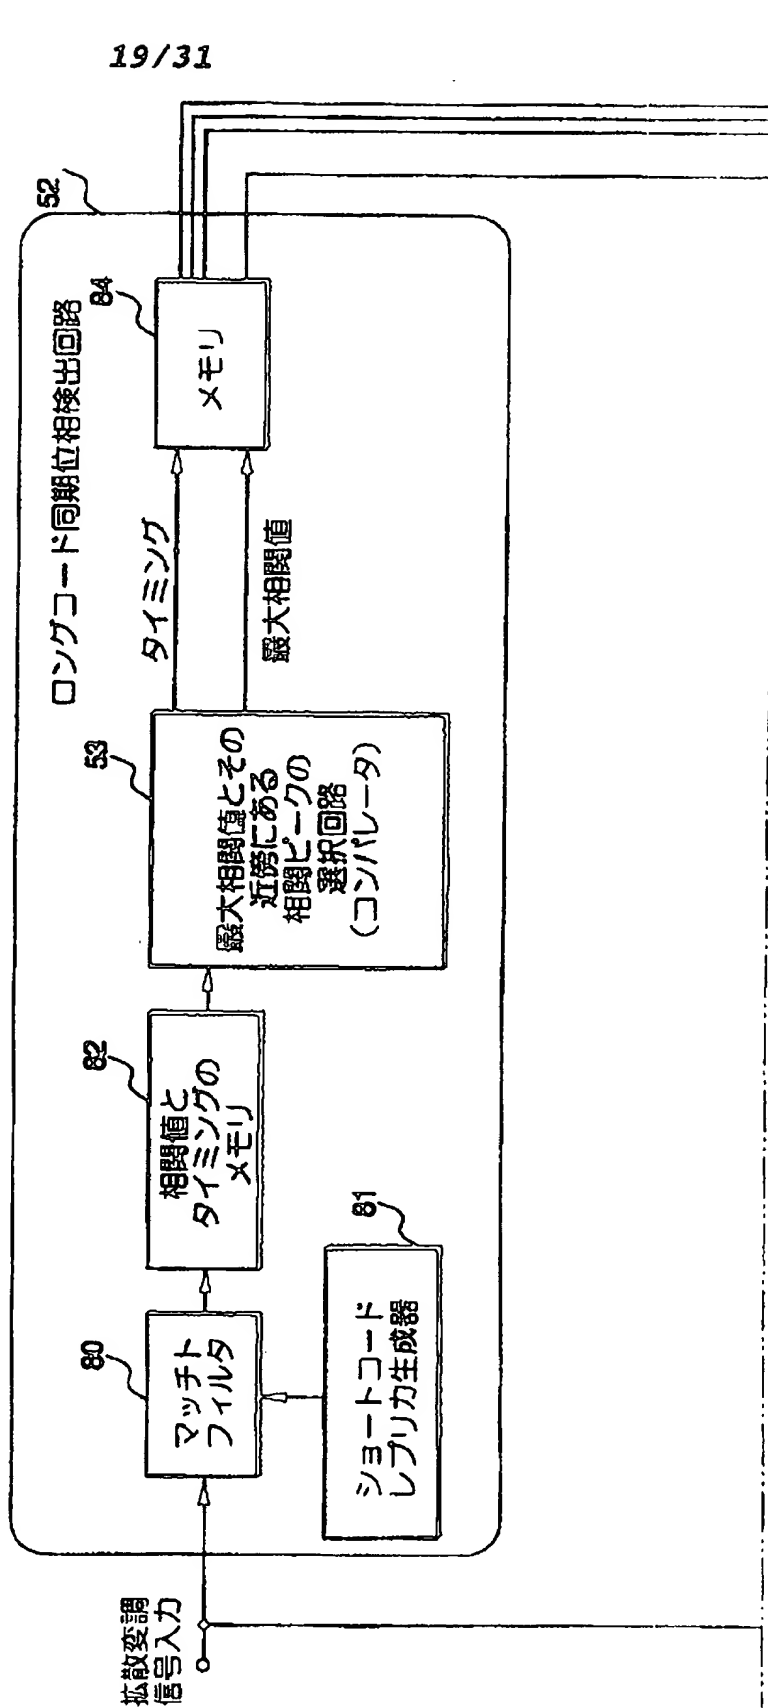 19/31
52
ロングコード同期位相検出回路
拡散変調
信号入力
80
マッチト
フィルタ
81
ショートコード
レプリカ生成器
82
相関値と
タイミングの
メモリ
53
最大相関値とその
近傍にある
相関ピークの
選択回路
(コンパレータ)
タイミング
最大相関値
84
メモリ